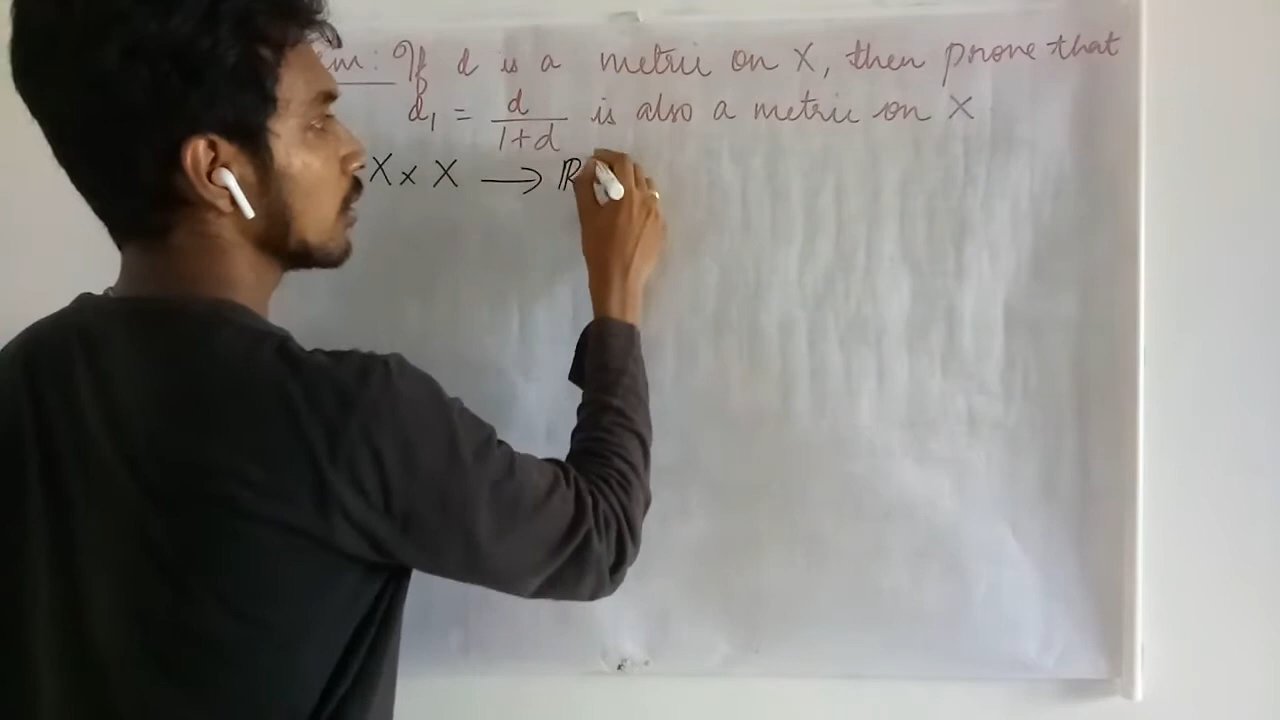 If d is a metric on X, then prove that
d₁ = d/1+d is also a metric on X
X × X ⟶ ℝ